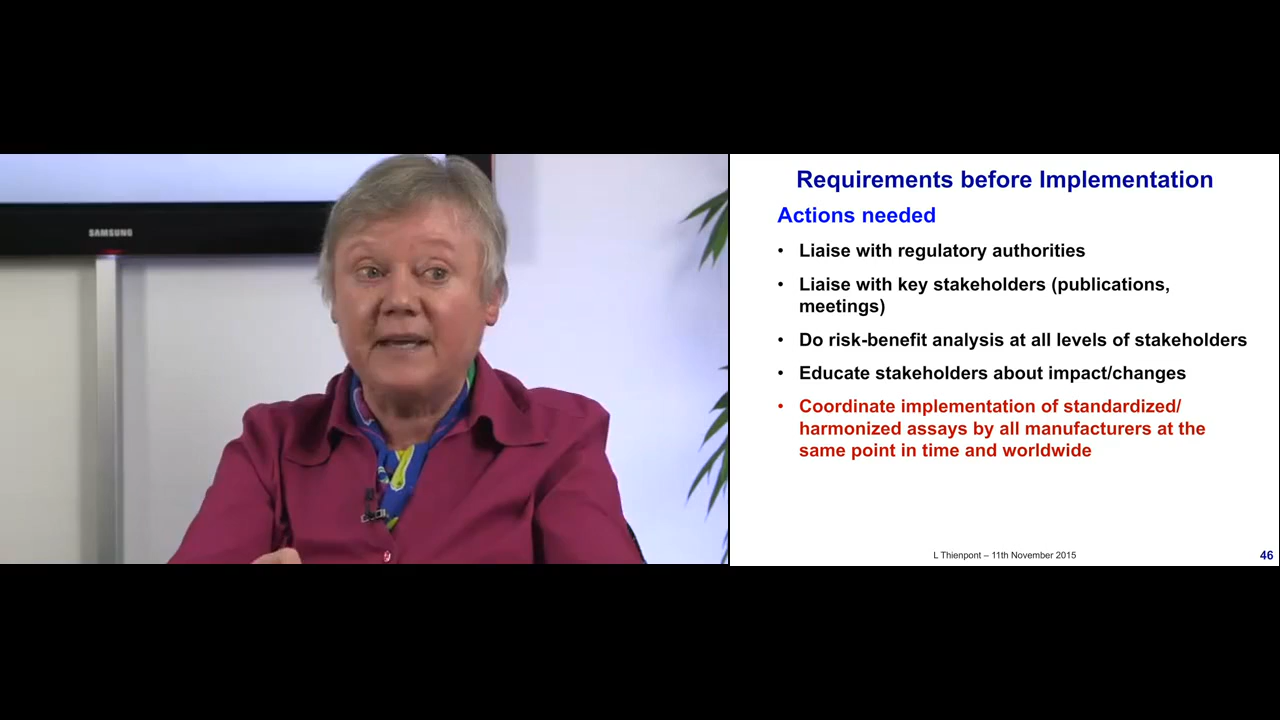 SAMSUNG
Requirements before Implementation
Actions needed
• Liaise with regulatory authorities
• Liaise with key stakeholders (publications,
meetings)
• Do risk-benefit analysis at all levels of stakeholders
• Educate stakeholders about impact/changes
• Coordinate implementation of standardized/
harmonized assays by all manufacturers at the
same point in time and worldwide
L Thienpont – 11th November 2015
46